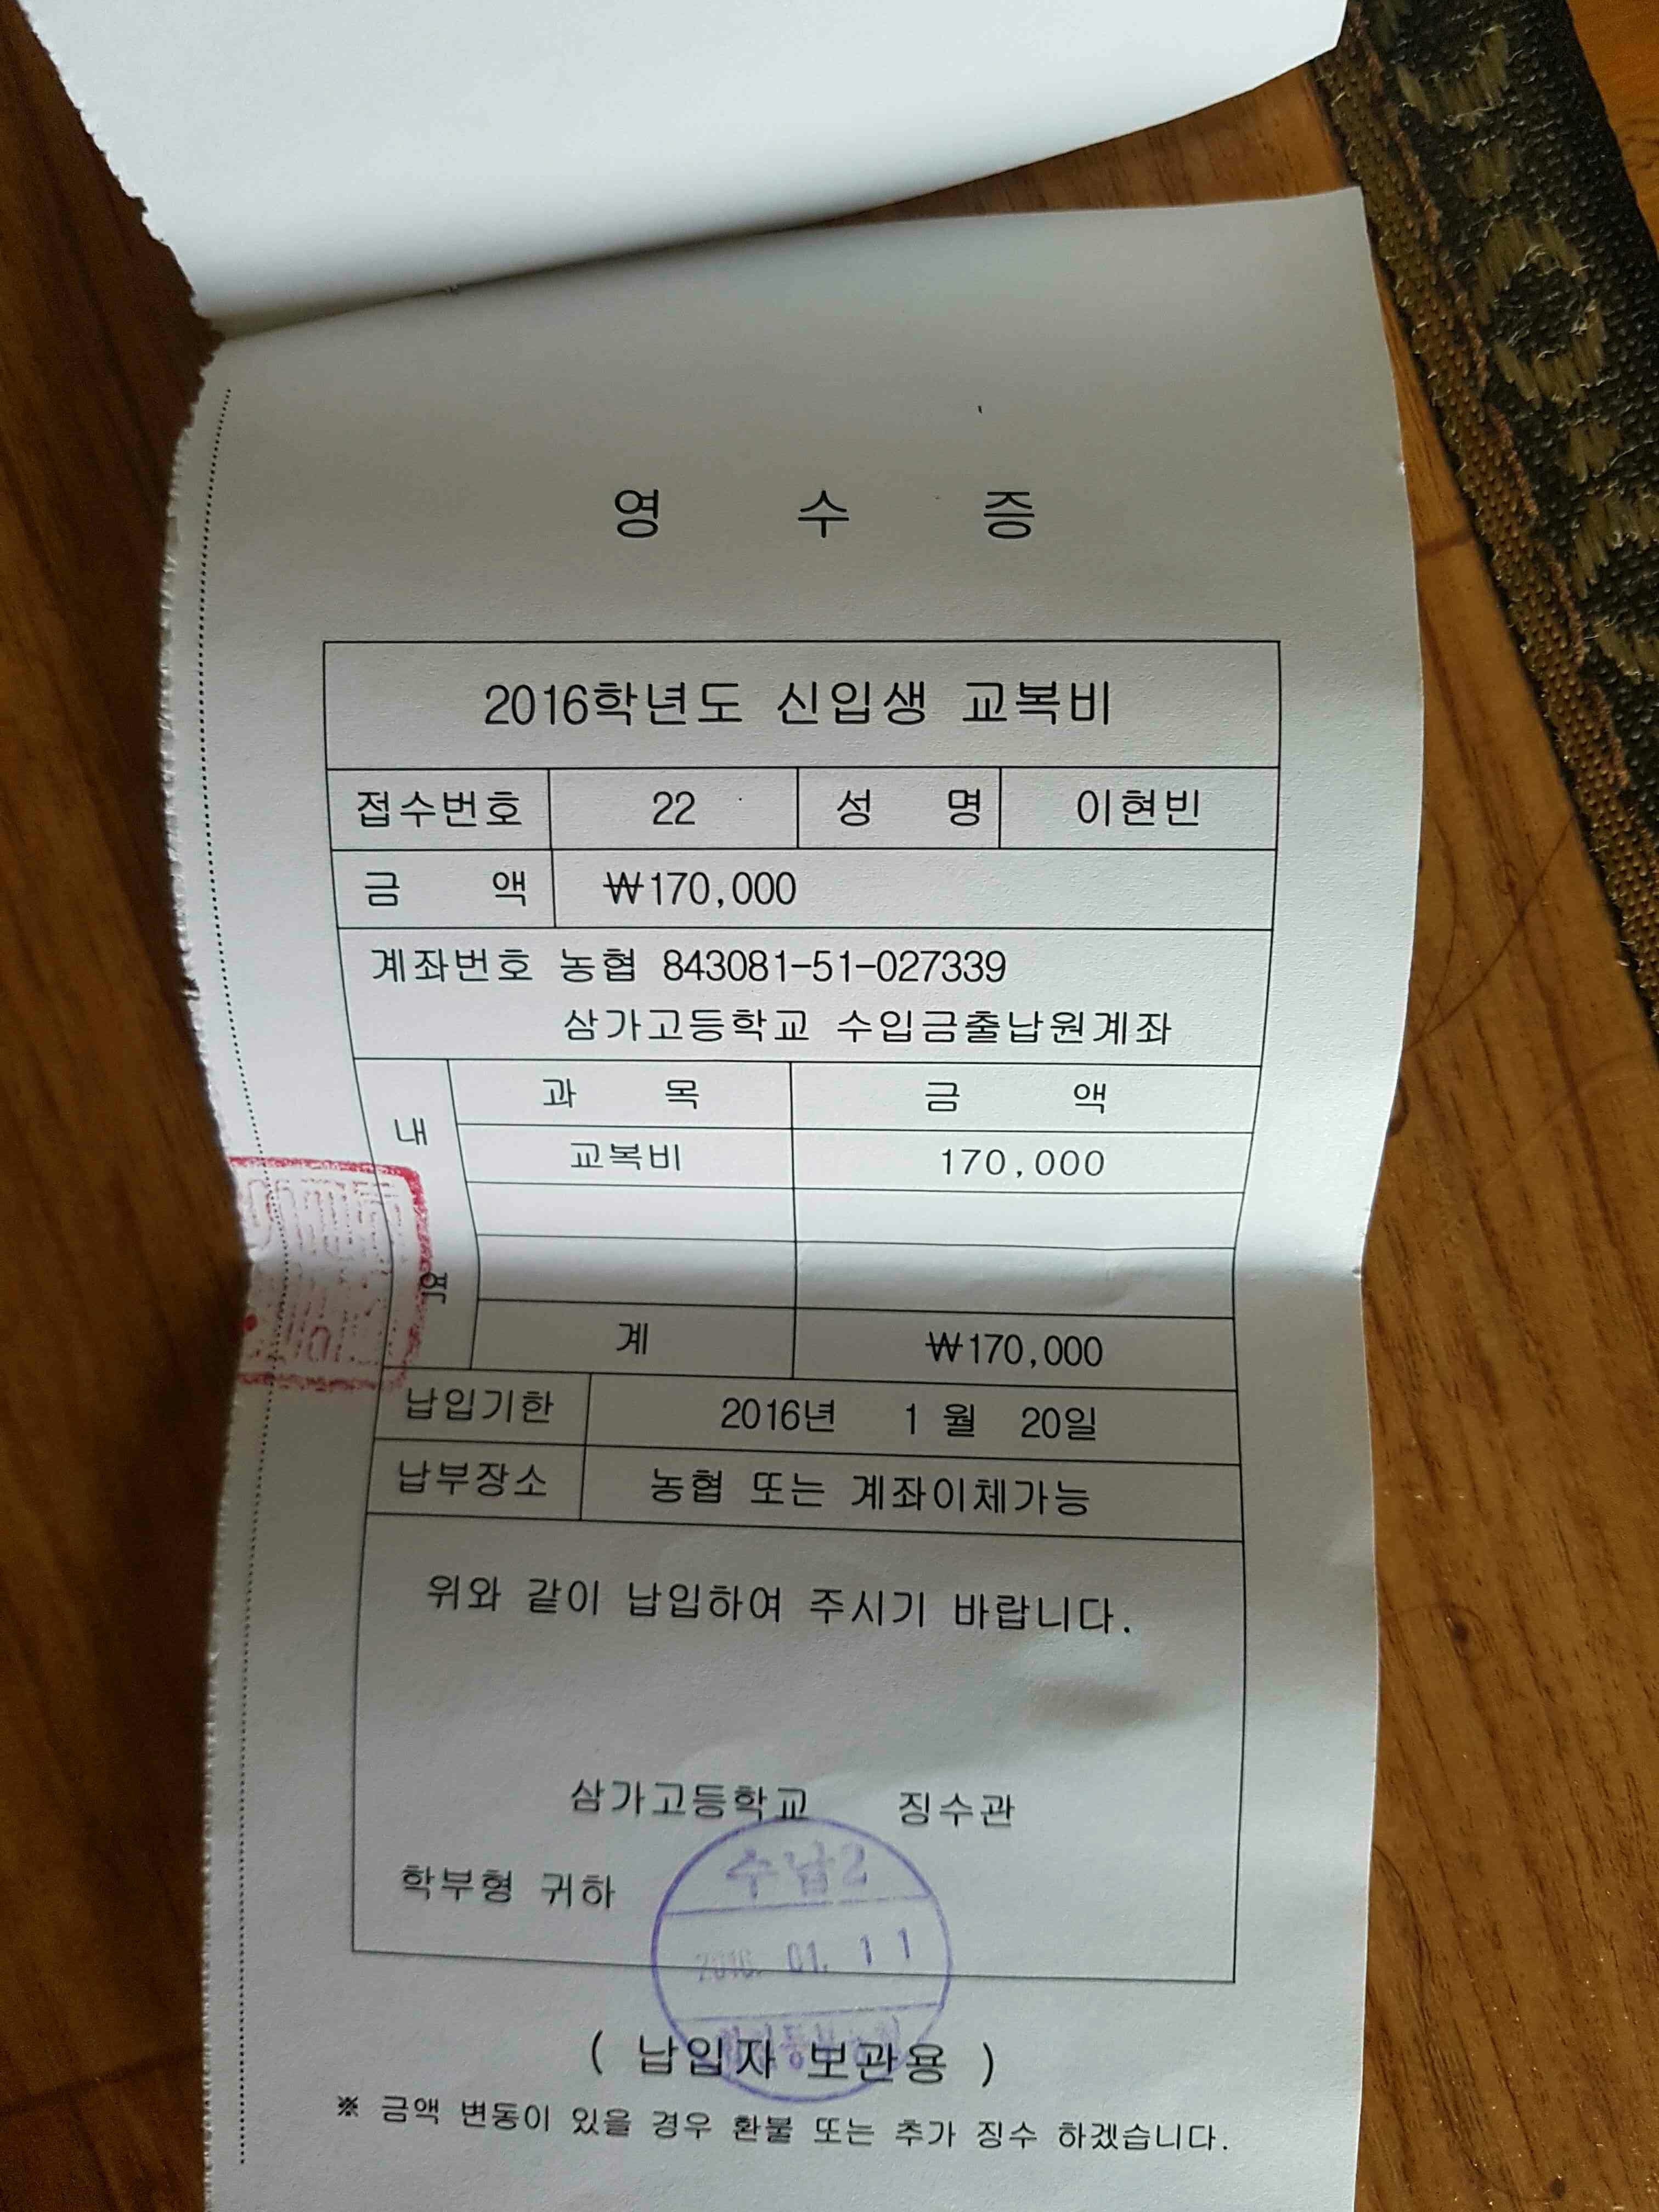 영 수 증
2016학년도 신입생 교복비
접수번호 22 성 명 이현빈
금 액 ₩170,000
계좌번호 농협 843081-51-027339
삼가고등학교 수입금출납원계좌
내 역
과 목 금 액
교복비 170,000
계 ₩170,000
납입기한 2016년 1 월 20일
납부장소 농협 또는 계좌이체가능
위와 같이 납입하여 주시기 바랍니다.
삼가고등학교 징수관
학부형 귀하
수납2
2016. 01. 11
( 납입자 보관용 )
※ 금액 변동이 있을 경우 환불 또는 추가 징수 하겠습니다.